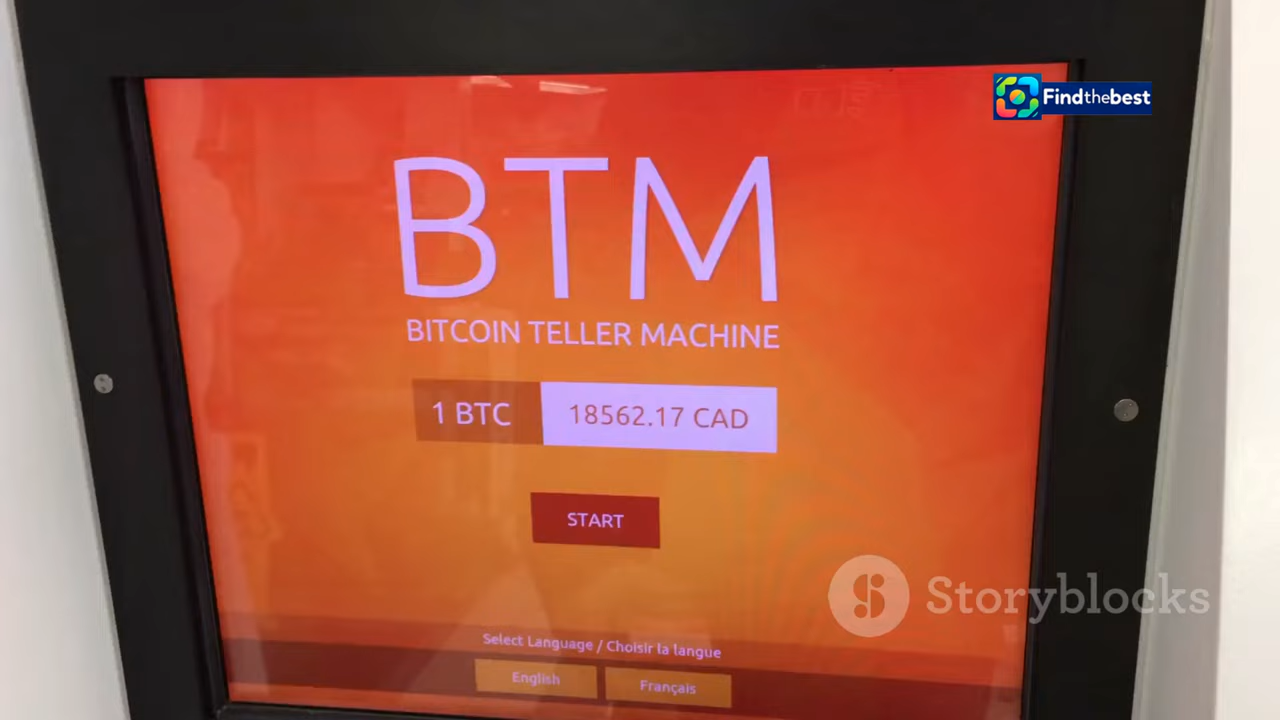 Findthebest
BTM
BITCOIN TELLER MACHINE
1 BTC 18562.17 CAD
START
Storyblocks
Select Language / Choisir la langue
English Français